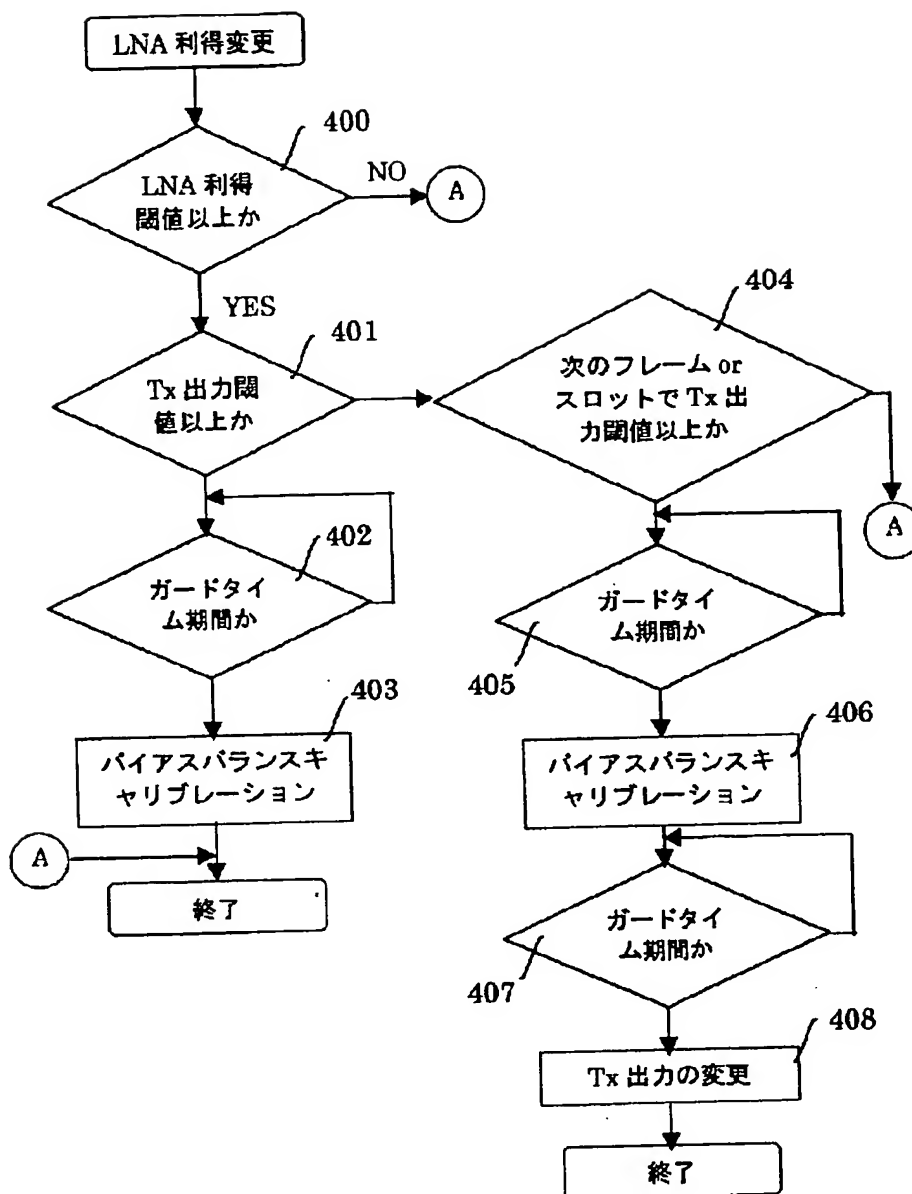 LNA 利得変更
400
LNA 利得
閾値以上か
NO
A
YES
401
Tx 出力閾
値以上か
404
次のフレーム or
スロットで Tx 出
力閾値以上か
A
402
ガードタイ
ム期間か
405
ガードタイ
ム期間か
403
バイアスバランスキ
ャリブレーション
406
バイアスバランスキ
ャリブレーション
A
終了
407
ガードタイ
ム期間か
408
Tx 出力の変更
終了